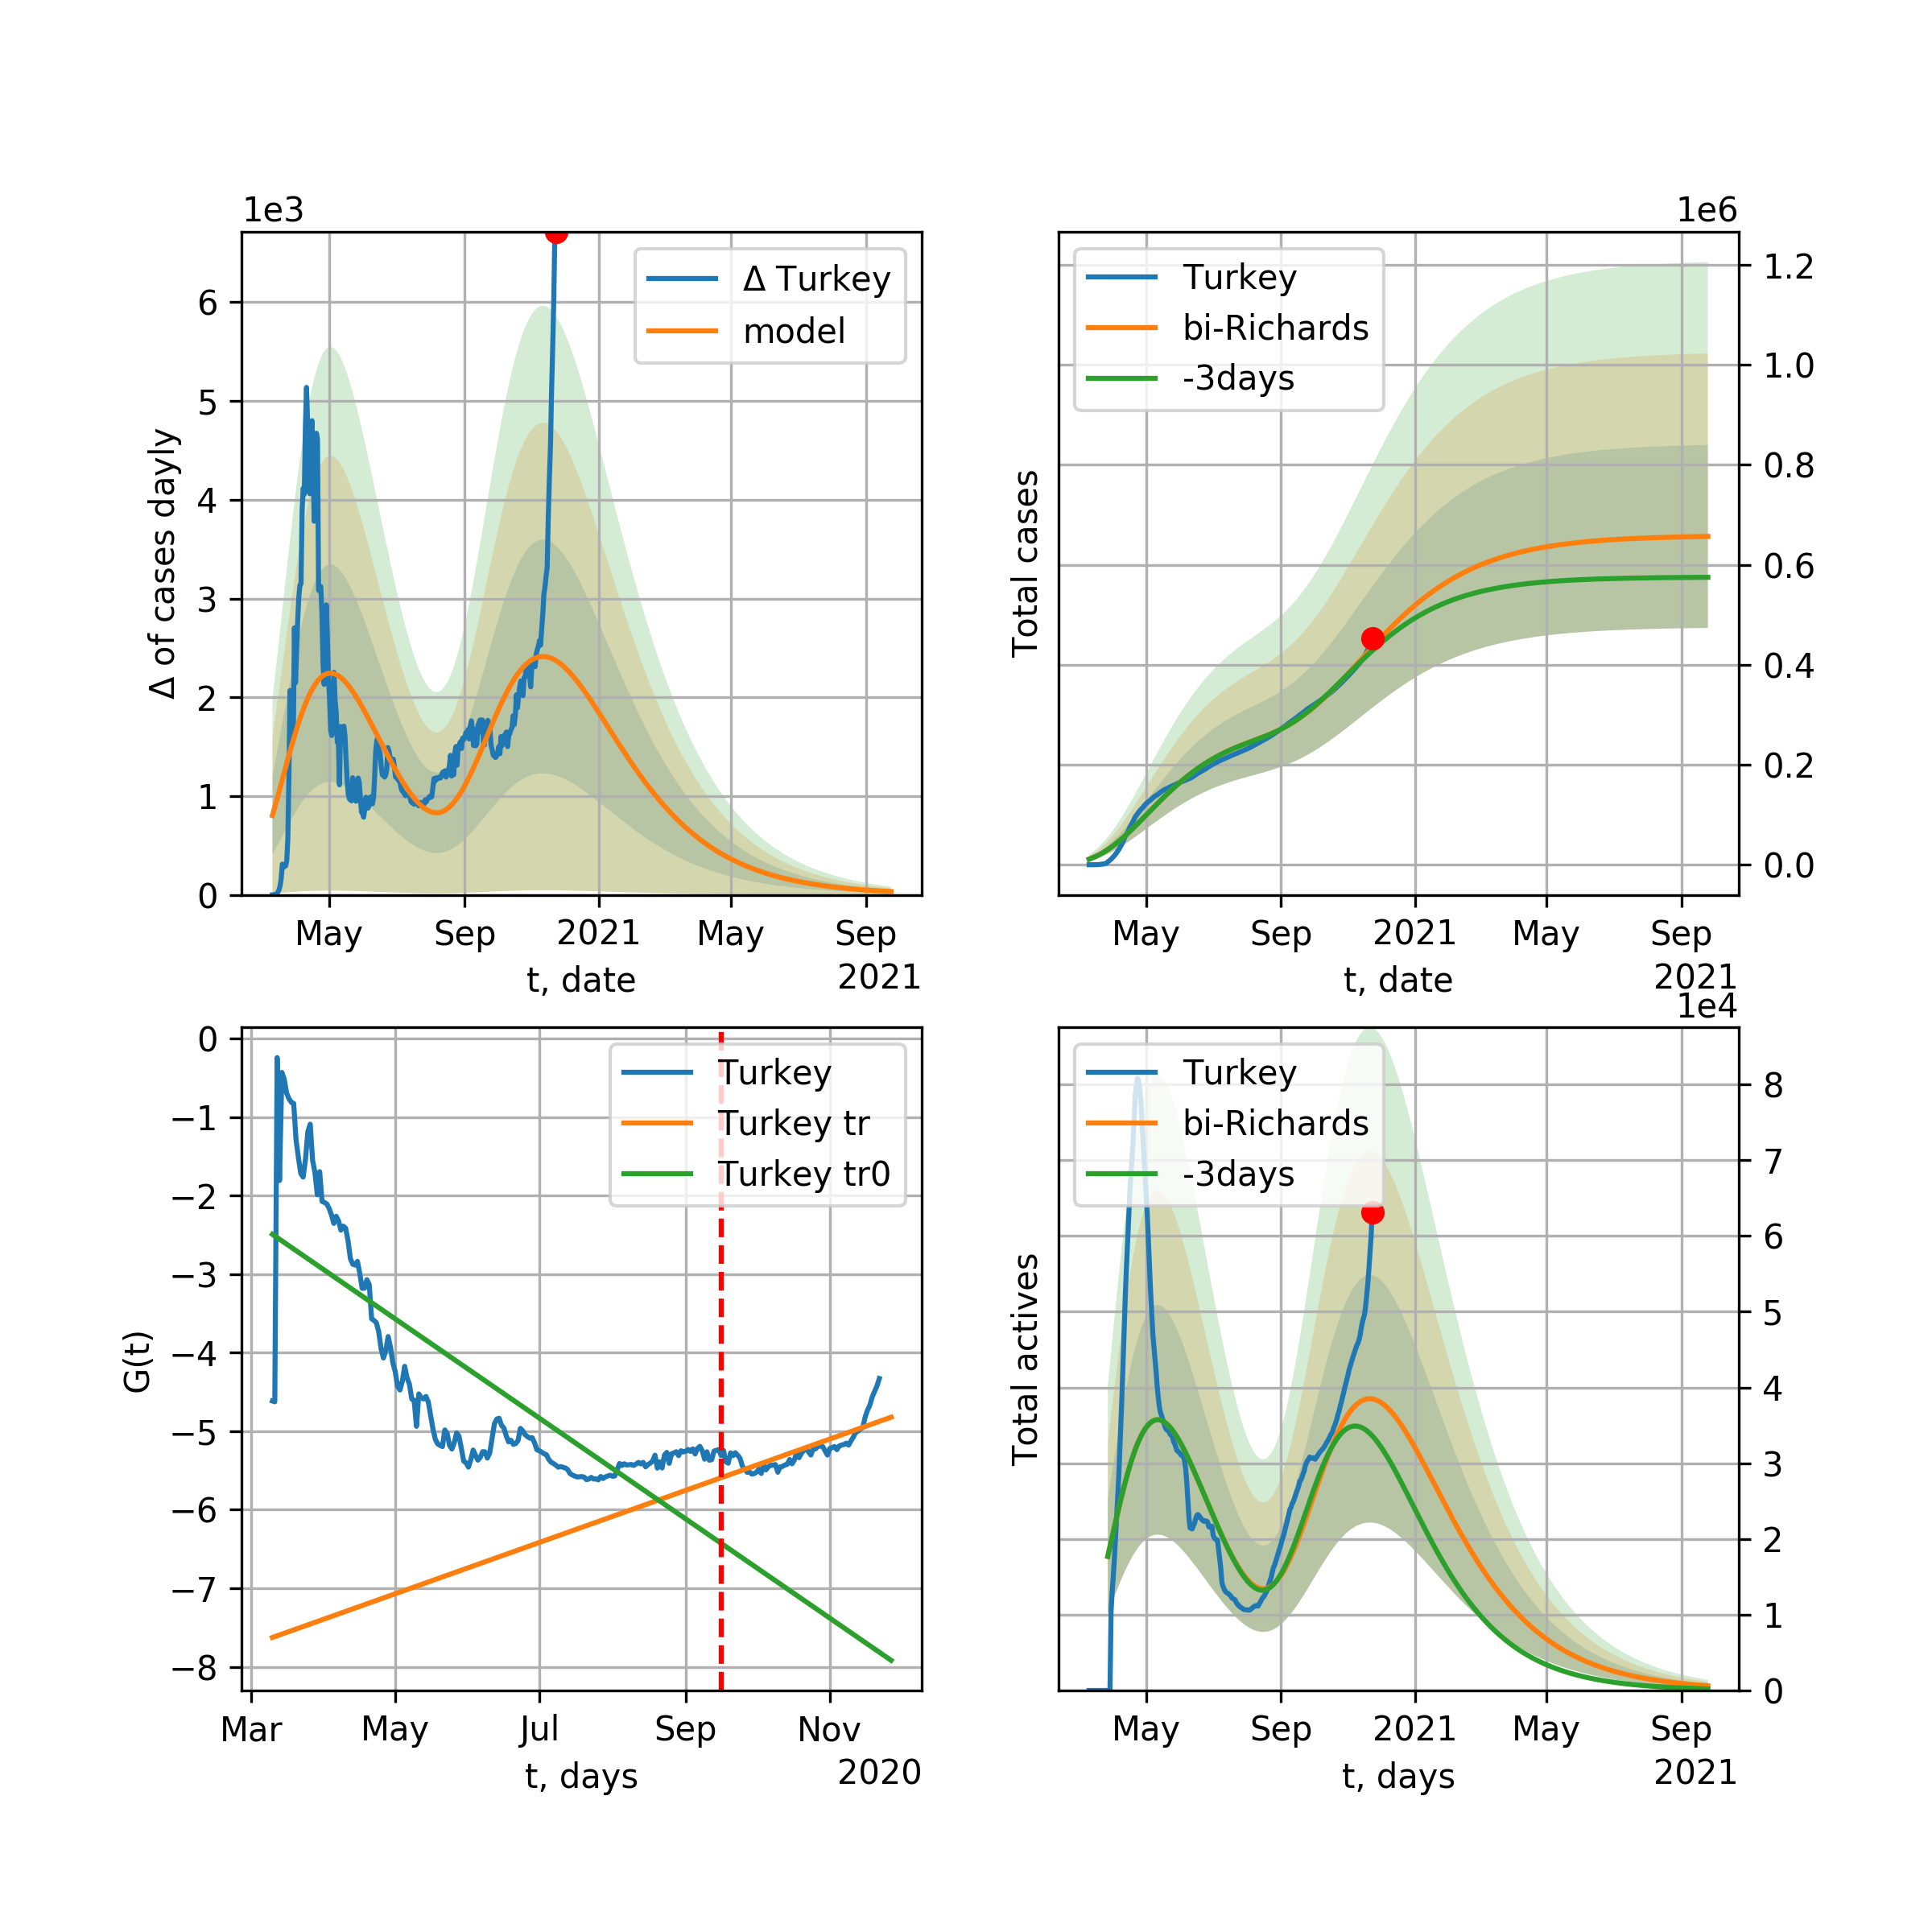 1e3
Δ Turkey
model
6
5
4
3
2
1
0
Δ of cases dayly
May
Sep
2021
May
Sep
t, date
2021
1e6
Turkey
bi-Richards
-3days
1.2
1.0
0.8
0.6
0.4
0.2
0.0
Total cases
May
Sep
2021
May
Sep
t, date
2021
Turkey
Turkey tr
Turkey tr0
0
−1
−2
−3
−4
−5
−6
−7
−8
G(t)
Mar
May
Jul
Sep
Nov
t, days
2020
1e4
Turkey
bi-Richards
-3days
8
7
6
5
4
3
2
1
0
Total actives
May
Sep
2021
May
Sep
t, days
2021